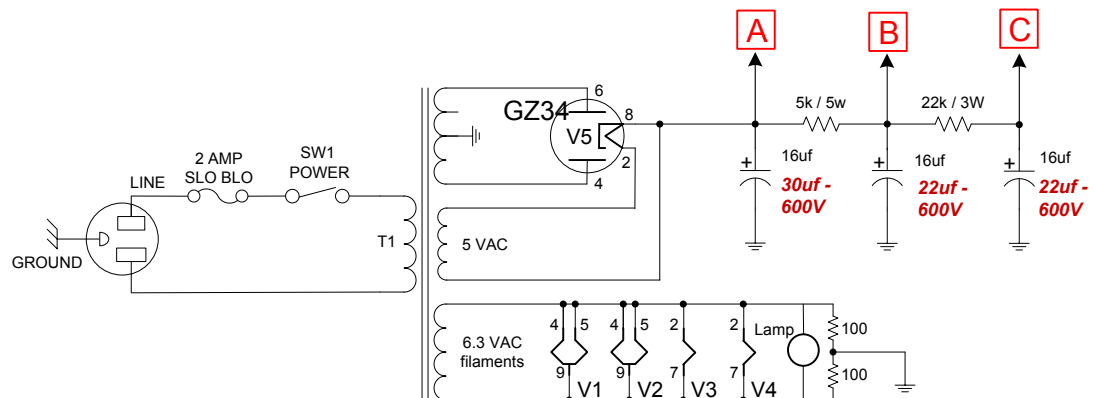 A
B
C
6
GZ34
8
V5
2
4
5k / 5w
22k / 3W
+
16uf
30uf -
600V
+
16uf
22uf -
600V
+
16uf
22uf -
600V
2 AMP
SLO BLO
SW1
POWER
LINE
GROUND
T1
5 VAC
6.3 VAC
filaments
4
5
9
V1
4
5
9
V2
2
7
V3
2
7
V4
Lamp
100
100